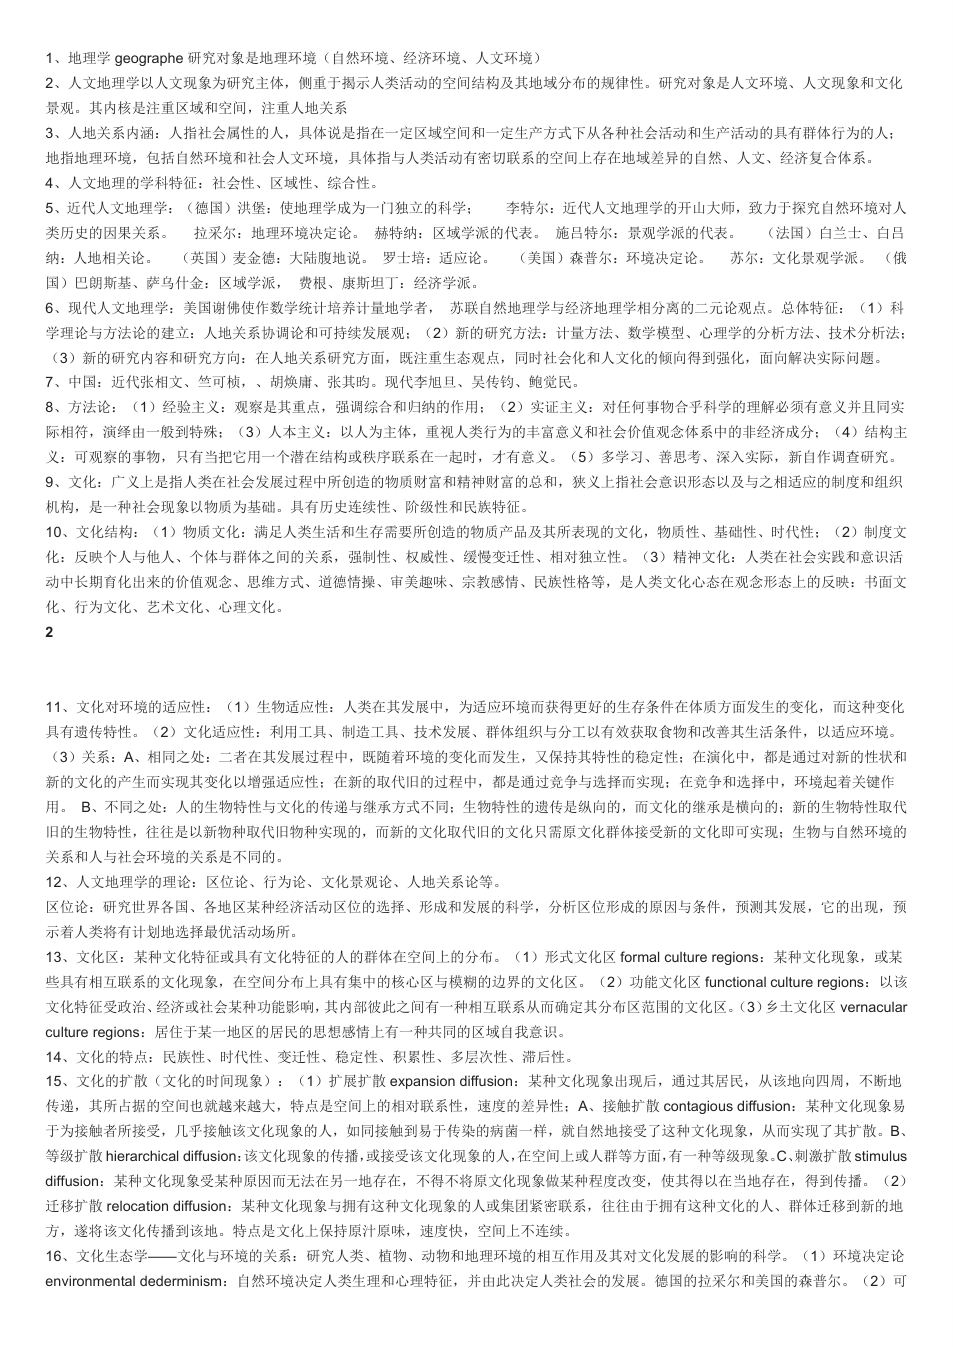 1、地理学 geographe 研究对象是地理环境（自然环境、经济环境、人文环境）
2、人文地理学以人文现象为研究主体，侧重于揭示人类活动的空间结构及其地域分布的规律性。研究对象是人文环境、人文现象和文化
景观。其内核是注重区域和空间，注重人地关系
3、人地关系内涵：人指社会属性的人，具体说是指在一定区域空间和一定生产方式下从各种社会活动和生产活动的具有群体行为的人；
地指地理环境，包括自然环境和社会人文环境，具体指与人类活动有密切联系的空间上存在地域差异的自然、人文、经济复合体系。
4、人文地理的学科特征：社会性、区域性、综合性。
5、近代人文地理学：（德国）洪堡：使地理学成为一门独立的科学； 李特尔：近代人文地理学的开山大师，致力于探究自然环境对人
类历史的因果关系。 拉采尔：地理环境决定论。 赫特纳：区域学派的代表。 施吕特尔：景观学派的代表。 （法国）白兰士、白吕
纳：人地相关论。 （英国）麦金德：大陆腹地说。 罗士培：适应论。 （美国）森普尔：环境决定论。 苏尔：文化景观学派。 （俄
国）巴朗斯基、萨乌什金：区域学派， 费根、康斯坦丁：经济学派。
6、现代人文地理学：美国谢佛使作数学统计培养计量地学者， 苏联自然地理学与经济地理学相分离的二元论观点。总体特征：（1）科
学理论与方法论的建立：人地关系协调论和可持续发展观；（2）新的研究方法：计量方法、数学模型、心理学的分析方法、技术分析法；
（3）新的研究内容和研究方向：在人地关系研究方面，既注重生态观点，同时社会化和人文化的倾向得到强化，面向解决实际问题。
7、中国：近代张相文、竺可桢，、胡焕庸、张其昀。现代李旭旦、吴传钧、鲍觉民。
8、方法论：（1）经验主义：观察是其重点，强调综合和归纳的作用；（2）实证主义：对任何事物合乎科学的理解必须有意义并且同实
际相符，演绎由一般到特殊；（3）人本主义：以人为主体，重视人类行为的丰富意义和社会价值观念体系中的非经济成分；（4）结构主
义：可观察的事物，只有当把它用一个潜在结构或秩序联系在一起时，才有意义。（5）多学习、善思考、深入实际，新自作调查研究。
9、文化：广义上是指人类在社会发展过程中所创造的物质财富和精神财富的总和，狭义上指社会意识形态以及与之相适应的制度和组织
机构，是一种社会现象以物质为基础。具有历史连续性、阶级性和民族特征。
10、文化结构：（1）物质文化：满足人类生活和生存需要所创造的物质产品及其所表现的文化，物质性、基础性、时代性；（2）制度文
化：反映个人与他人、个体与群体之间的关系，强制性、权威性、缓慢变迁性、相对独立性。（3）精神文化：人类在社会实践和意识活
动中长期育化出来的价值观念、思维方式、道德情操、审美趣味、宗教感情、民族性格等，是人类文化心态在观念形态上的反映：书面文
化、行为文化、艺术文化、心理文化。
2
11、文化对环境的适应性：（1）生物适应性：人类在其发展中，为适应环境而获得更好的生存条件在体质方面发生的变化，而这种变化
具有遗传特性。（2）文化适应性：利用工具、制造工具、技术发展、群体组织与分工以有效获取食物和改善其生活条件，以适应环境。
（3）关系：A、相同之处：二者在其发展过程中，既随着环境的变化而发生，又保持其特性的稳定性；在演化中，都是通过对新的性状和
新的文化的产生而实现其变化以增强适应性；在新的取代旧的过程中，都是通过竞争与选择而实现；在竞争和选择中，环境起着关键作
用。 B、不同之处：人的生物特性与文化的传递与继承方式不同；生物特性的遗传是纵向的，而文化的继承是横向的；新的生物特性取代
旧的生物特性，往往是以新物种取代旧物种实现的，而新的文化取代旧的文化只需原文化群体接受新的文化即可实现；生物与自然环境的
关系和人与社会环境的关系是不同的。
12、人文地理学的理论：区位论、行为论、文化景观论、人地关系论等。
区位论：研究世界各国、各地区某种经济活动区位的选择、形成和发展的科学，分析区位形成的原因与条件，预测其发展，它的出现，预
示着人类将有计划地选择最优活动场所。
13、文化区：某种文化特征或具有文化特征的人的群体在空间上的分布。（1）形式文化区 formal culture regions：某种文化现象，或某
些具有相互联系的文化现象，在空间分布上具有集中的核心区与模糊的边界的文化区。（2）功能文化区 functional culture regions：以该
文化特征受政治、经济或社会某种功能影响，其内部彼此之间有一种相互联系从而确定其分布区范围的文化区。（3）乡土文化区 vernacular
culture regions：居住于某一地区的居民的思想感情上有一种共同的区域自我意识。
14、文化的特点：民族性、时代性、变迁性、稳定性、积累性、多层次性、滞后性。
15、文化的扩散（文化的时间现象）：（1）扩展扩散 expansion diffusion：某种文化现象出现后，通过其居民，从该地向四周，不断地
传递，其所占据的空间也就越来越大，特点是空间上的相对联系性，速度的差异性；A、接触扩散 contagious diffusion：某种文化现象易
于为接触者所接受，几乎接触该文化现象的人，如同接触到易于传染的病菌一样，就自然地接受了这种文化现象，从而实现了其扩散。B、
等级扩散 hierarchical diffusion：该文化现象的传播，或接受该文化现象的人，在空间上或人群等方面，有一种等级现象。C、刺激扩散 stimulus
diffusion：某种文化现象受某种原因而无法在另一地存在，不得不将原文化现象做某种程度改变，使其得以在当地存在，得到传播。（2）
迁移扩散 relocation diffusion：某种文化现象与拥有这种文化现象的人或集团紧密联系，往往由于拥有这种文化的人、群体迁移到新的地
方，遂将该文化传播到该地。特点是文化上保持原汁原味，速度快，空间上不连续。
16、文化生态学——文化与环境的关系：研究人类、植物、动物和地理环境的相互作用及其对文化发展的影响的科学。（1）环境决定论
environmental dederminism：自然环境决定人类生理和心理特征，并由此决定人类社会的发展。德国的拉采尔和美国的森普尔。（2）可